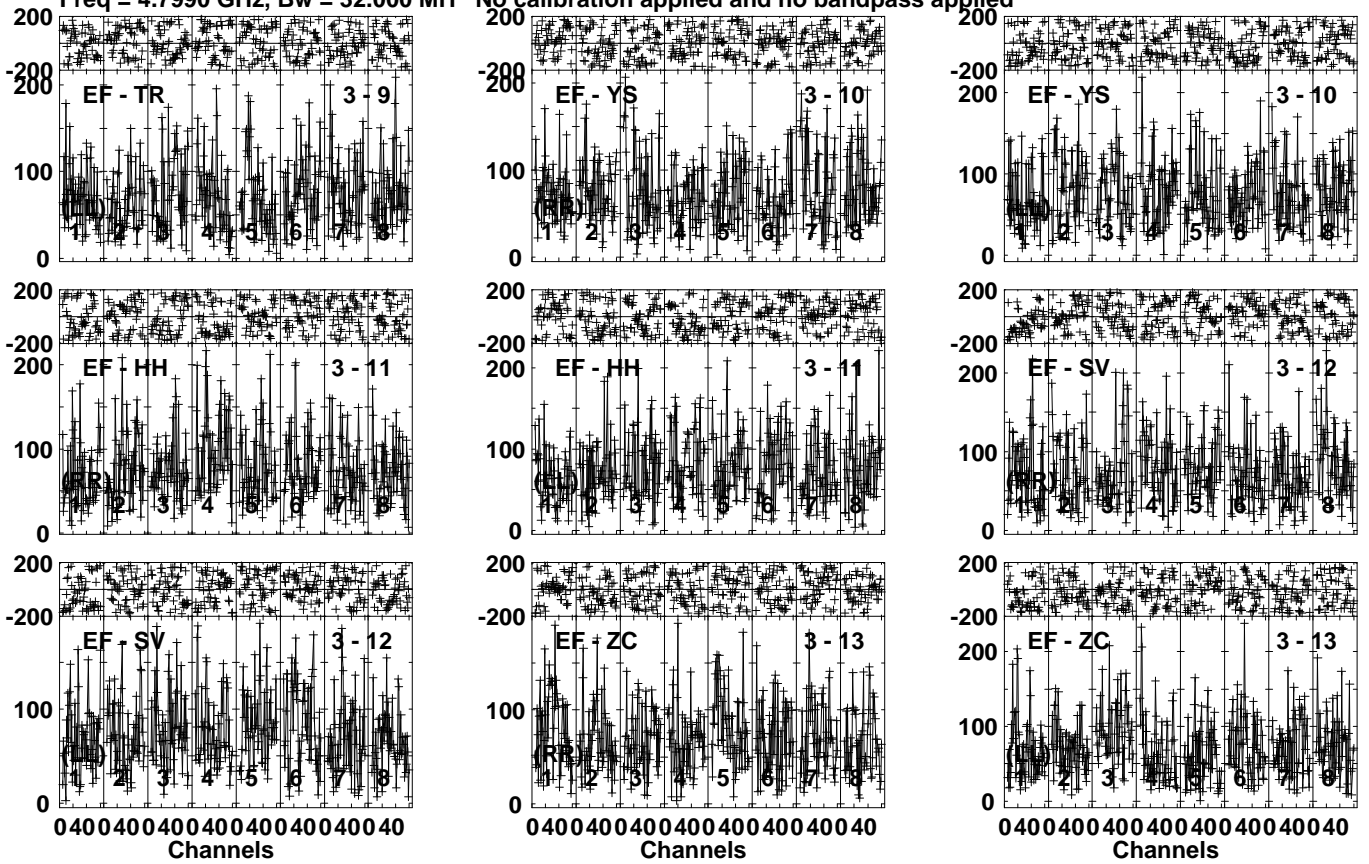 Freq = 4.7990 GHz, Bw = 32.000 MH No calibration applied and no bandpass applied
200 200 200
-200 -200 -200
200 EF - TR 3 - 9 200 EF - YS 3 - 10 200 EF - YS 3 - 10
100 100 100
(LL) (RR) (LL)
1 2 3 4 5 6 7 8 1 2 3 4 5 6 7 8 1 2 3 4 5 6 7 8
0 0 0
200 200 200
-200 -200 -200
200 EF - HH 3 - 11 200 EF - HH 3 - 11 200 EF - SV 3 - 12
100 100 100
(RR) (LL) (RR)
1 2 3 4 5 6 7 8 1 2 3 4 5 6 7 8 1 2 3 4 5 6 7 8
0 0 0
200 200 200
-200 -200 -200
EF - SV 3 - 12 EF - ZC 3 - 13 200 EF - ZC 3 - 13
100 100 100
(LL) (RR) (LL)
1 2 3 4 5 6 7 8 1 2 3 4 5 6 7 8 1 2 3 4 5 6 7 8
0 0 0
0 40 0 40 0 40 0 40 0 40 0 40 0 40 0 40 0 40 0 40 0 40 0 40 0 40 0 40 0 40 0 40 0 40 0 40 0 40 0 40 0 40 0 40 0 40 0 40
Channels Channels Channels